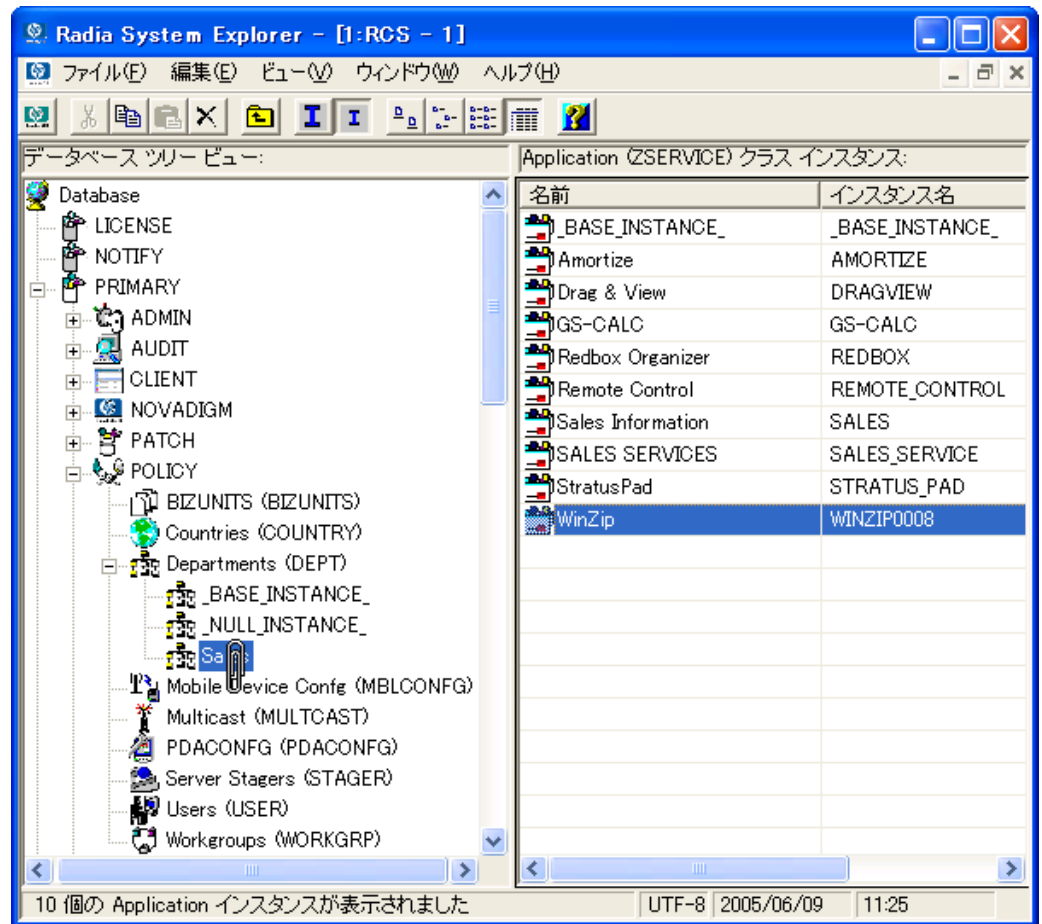 Radia System Explorer - [1:RCS - 1]
ファイル(F) 編集(E) ビュー(V) ウィンドウ(W) ヘルプ(H)
データベース ツリー ビュー:
Database
LICENSE
NOTIFY
PRIMARY
ADMIN
AUDIT
CLIENT
NOVADIGM
PATCH
POLICY
BIZUNITS (BIZUNITS)
Countries (COUNTRY)
Departments (DEPT)
_BASE_INSTANCE_
_NULL_INSTANCE_
Mobile Device Confg (MBLCONFG)
Multicast (MULTCAST)
PDACONFG (PDACONFG)
Server Stagers (STAGER)
Users (USER)
Workgroups (WORKGRP)
Application (ZSERVICE) クラス インスタンス:
名前 インスタンス名
_BASE_INSTANCE_ _BASE_INSTANCE_
Amortize AMORTIZE
Drag & View DRAGVIEW
GS-CALC GS-CALC
Redbox Organizer REDBOX
Remote Control REMOTE_CONTROL
Sales Information SALES
SALES SERVICES SALES_SERVICE
StratusPad STRATUS_PAD
WinZip WINZIP0008
10 個の Application インスタンスが表示されました UTF-8 2005/06/09 11:25